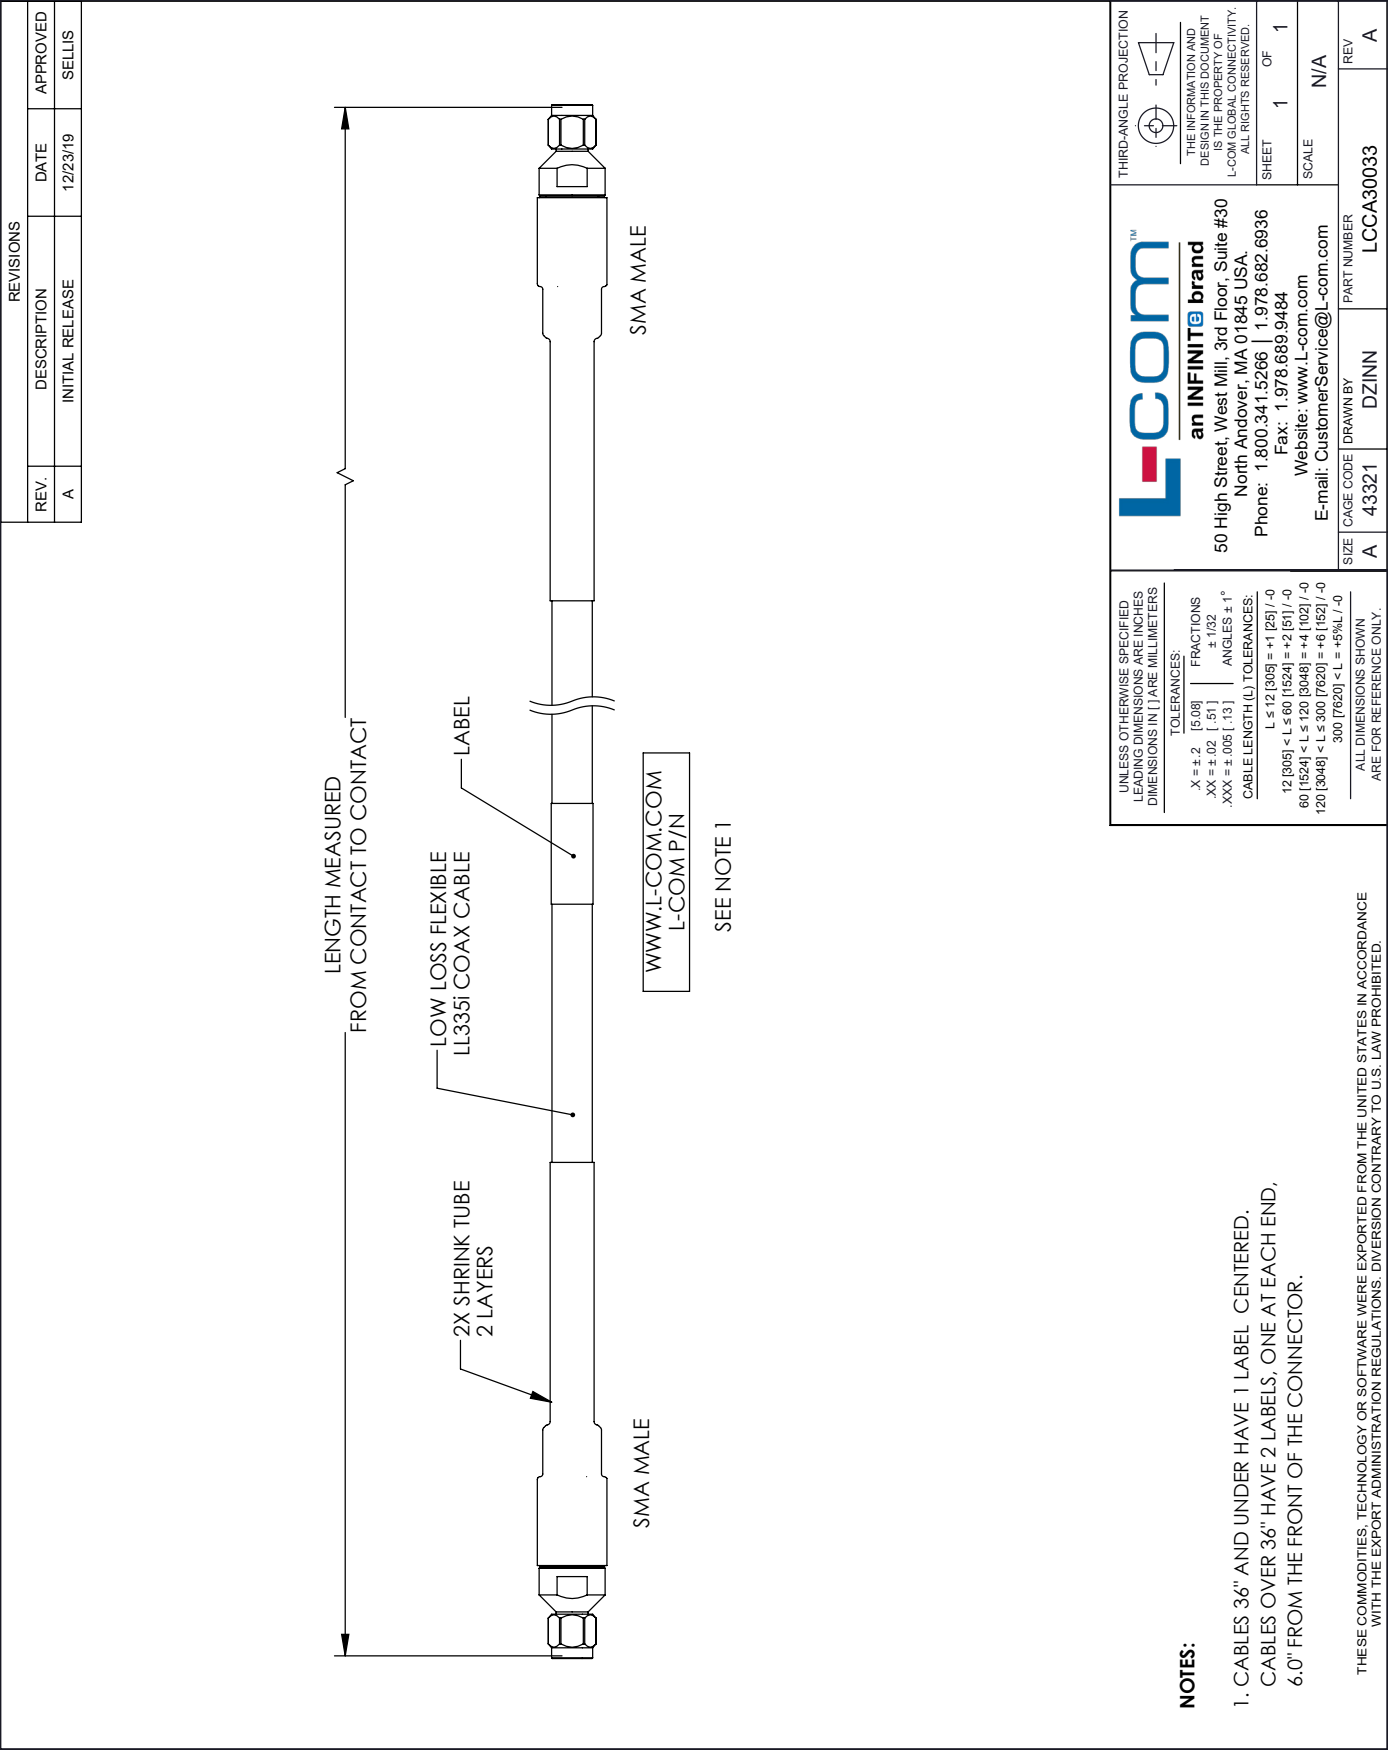 REVISIONS
REV. DESCRIPTION DATE APPROVED
A INITIAL RELEASE 12/23/19 SELLIS
LENGTH MEASURED
FROM CONTACT TO CONTACT
2X SHRINK TUBE
2 LAYERS
LOW LOSS FLEXIBLE
LL335i COAX CABLE
LABEL
SMA MALE
SMA MALE
WWW.L-COM.COM
L-COM P/N
SEE NOTE 1
NOTES:
1. CABLES 36" AND UNDER HAVE 1 LABEL CENTERED.
CABLES OVER 36" HAVE 2 LABELS, ONE AT EACH END,
6.0" FROM THE FRONT OF THE CONNECTOR.
THESE COMMODITIES, TECHNOLOGY OR SOFTWARE WERE EXPORTED FROM THE UNITED STATES IN ACCORDANCE
WITH THE EXPORT ADMINISTRATION REGULATIONS. DIVERSION CONTRARY TO U.S. LAW PROHIBITED.
UNLESS OTHERWISE SPECIFIED
LEADING DIMENSIONS ARE INCHES
DIMENSIONS IN [ ] ARE MILLIMETERS
TOLERANCES:
.X = ± .2 [5.08] FRACTIONS
.XX = ± .02 [ .51 ] ± 1/32
.XXX = ± .005 [ .13 ] ANGLES ± 1°
CABLE LENGTH (L) TOLERANCES:
L ≤ 12 [305] = +1 [25] / -0
12 [305] < L ≤ 60 [1524] = +2 [51] / -0
60 [1524] < L ≤ 120 [3048] = +4 [102] / -0
120 [3048] < L ≤ 300 [7620] = +6 [152] / -0
300 [7620] < L = +5%L / -0
ALL DIMENSIONS SHOWN
ARE FOR REFERENCE ONLY.
L-com™
an INFINITe brand
50 High Street, West Mill, 3rd Floor, Suite #30
North Andover, MA 01845 USA.
Phone: 1.800.341.5266 | 1.978.682.6936
Fax: 1.978.689.9484
Website: www.L-com.com
E-mail: CustomerService@L-com.com
THIRD-ANGLE PROJECTION
THE INFORMATION AND
DESIGN IN THIS DOCUMENT
IS THE PROPERTY OF
L-COM GLOBAL CONNECTIVITY.
ALL RIGHTS RESERVED.
SHEET 1 OF 1
SCALE N/A
SIZE CAGE CODE DRAWN BY PART NUMBER REV
A 43321 DZINN LCCA30033 A